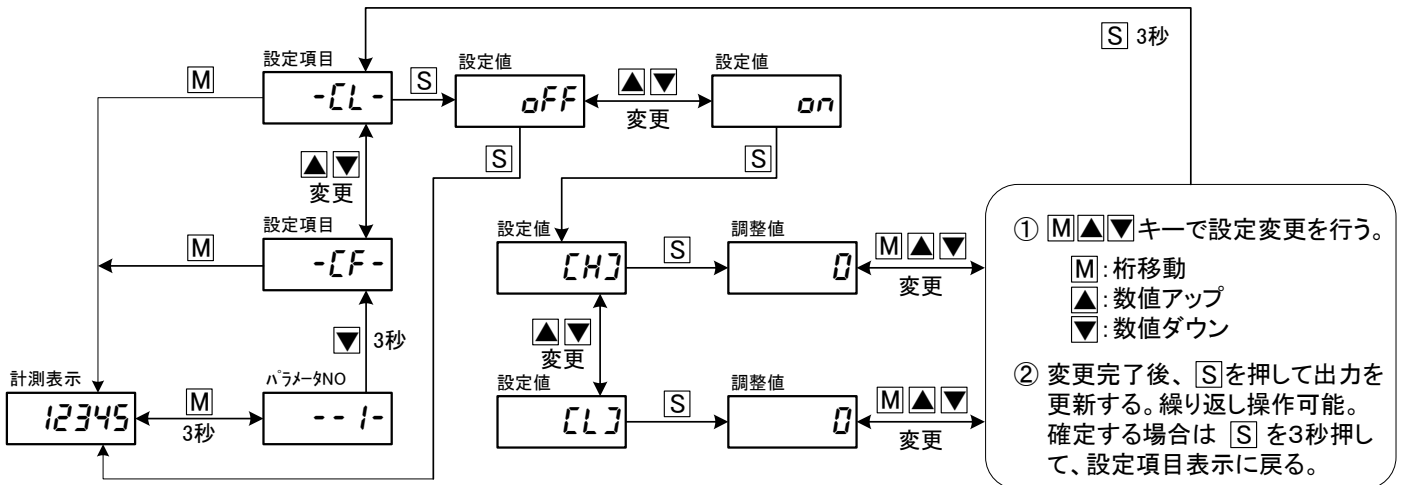 S 3秒
設定項目
設定値
設定値
M
-CL-
S
oFF
▲▼
変更
on
▲▼
変更
S
S
設定項目
M
-CF-
設定値
[H]
S
調整値
0
M▲▼
変更
▼ 3秒
▲▼
変更
計測表示
12345
M
3秒
パラメータNO
--1-
設定値
[L]
S
調整値
0
M▲▼
変更
① M▲▼キーで設定変更を行う。
M:桁移動
▲:数値アップ
▼:数値ダウン
② 変更完了後、Sを押して出力を
更新する。繰り返し操作可能。
確定する場合は S を3秒押し
て、設定項目表示に戻る。